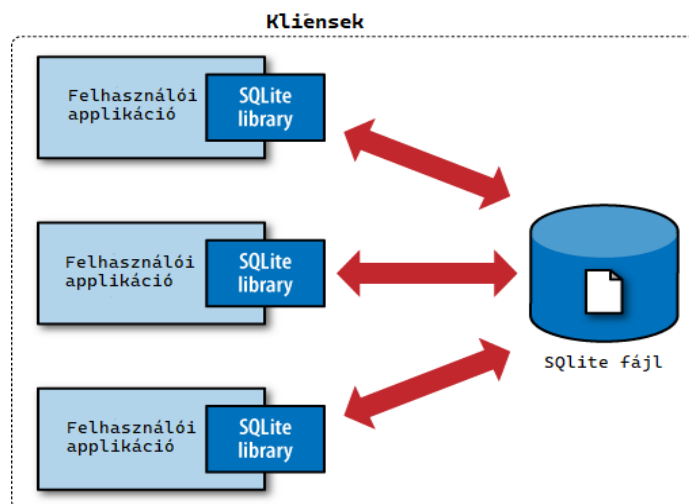 Kliensek
Felhasználói
applikáció
SQLite
library
Felhasználói
applikáció
SQLite
library
SQlite fájl
Felhasználói
applikáció
SQLite
library